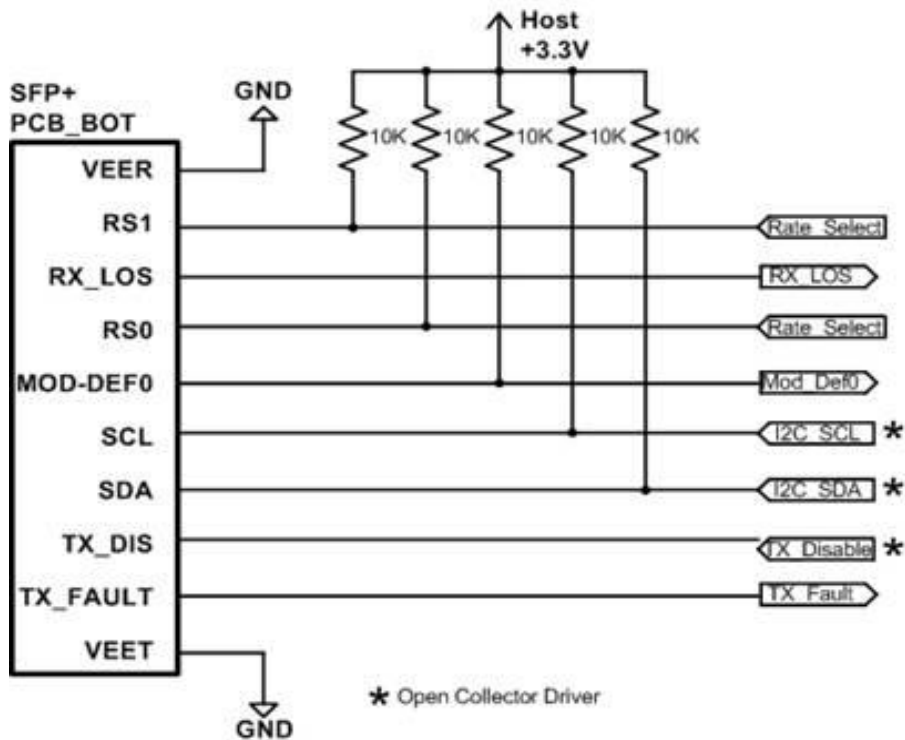 Host
+3.3V
SFP+
PCB_BOT
GND
10K 10K 10K 10K 10K
VEER
RS1 Rate_Select
RX_LOS RX_LOS
RS0 Rate_Select
MOD-DEF0 Mod_Def0
SCL I2C_SCL *
SDA I2C_SDA *
TX_DIS TX_Disable *
TX_FAULT TX_Fault
VEET
* Open Collector Driver
GND